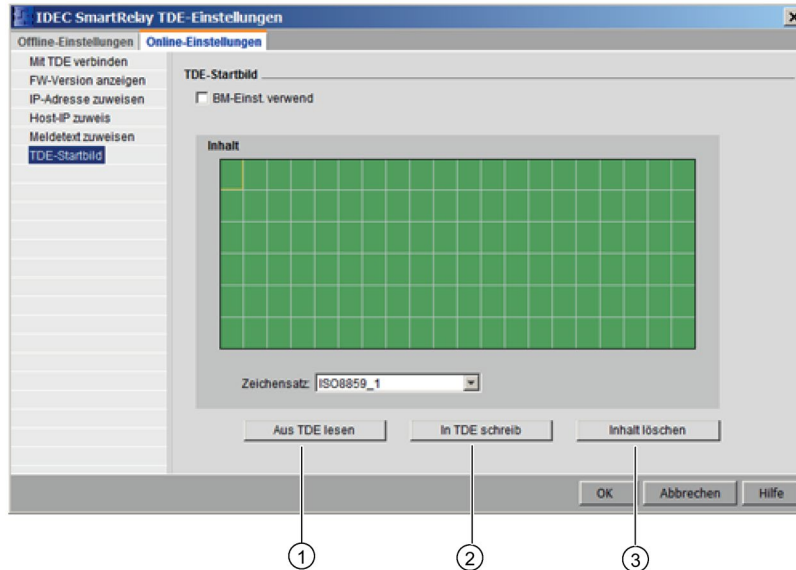 IDEC SmartRelay TDE-Einstellungen
Offline-Einstellungen Online-Einstellungen
Mit TDE verbinden
FW-Version anzeigen
IP-Adresse zuweisen
Host-IP zuweis
Meldetext zuweisen
TDE-Startbild
TDE-Startbild
BM-Einst. verwend
Inhalt
Zeichensatz: ISO8859_1
Aus TDE lesen In TDE schreib Inhalt löschen
OK Abbrechen Hilfe
1 2 3